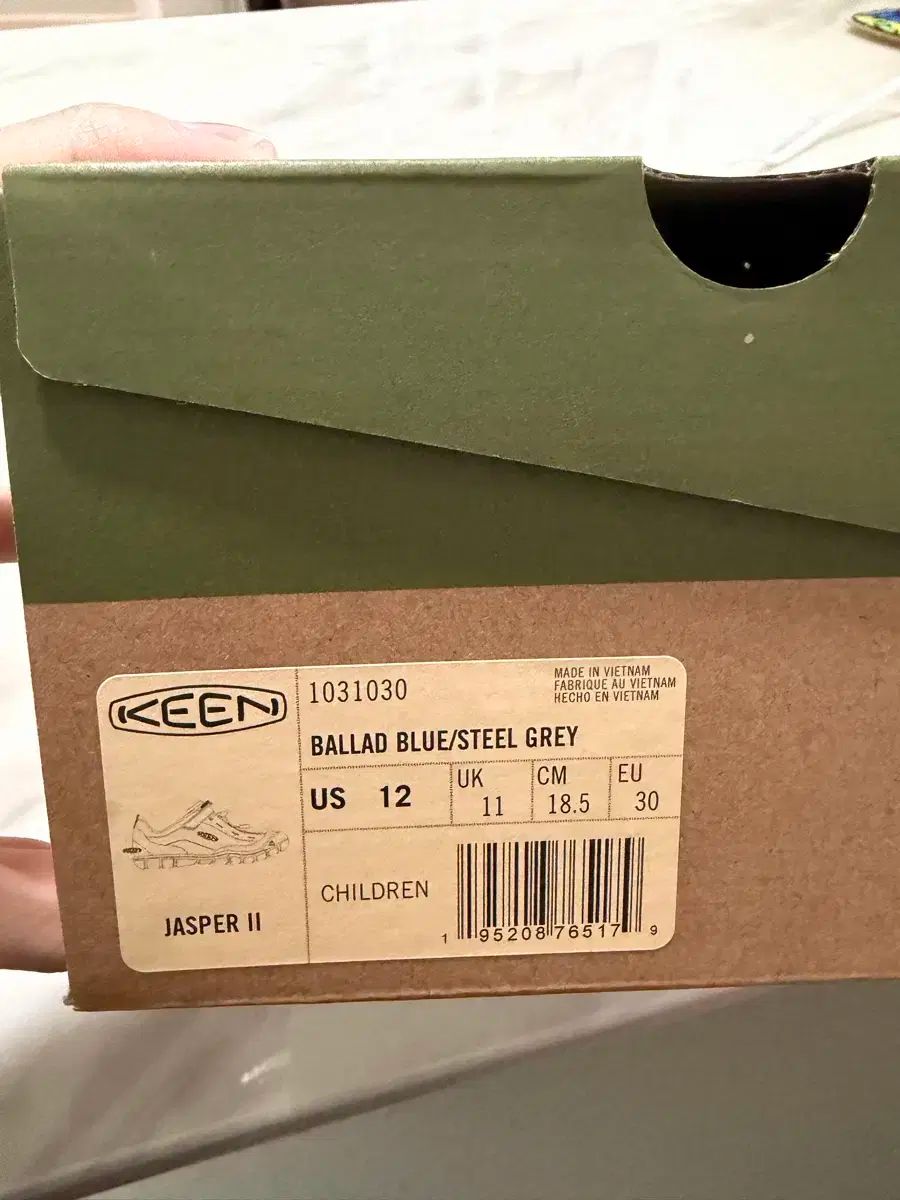 KEEN
1031030
MADE IN VIETNAM
FABRIQUE AU VIETNAM
HECHO EN VIETNAM
BALLAD BLUE/STEEL GREY
US 12
UK 11
CM 18.5
EU 30
KEEN
JASPER II
CHILDREN
1 95208 76517 9